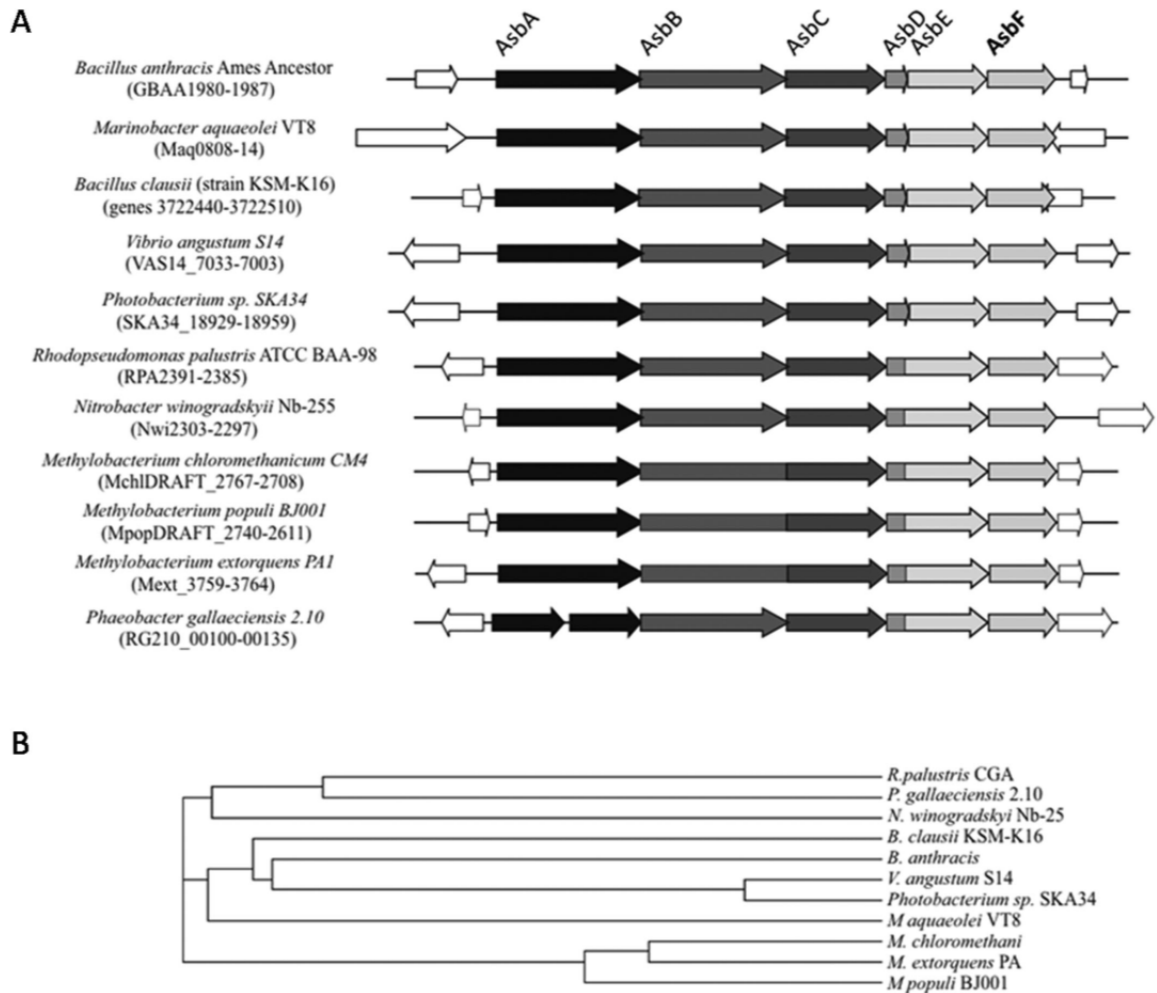 A
AsbA AsbB AsbC AsbD AsbE AsbF
Bacillus anthracis Ames Ancestor
(GBAA1980-1987)
Marinobacter aquaeolei VT8
(Maq0808-14)
Bacillus clausii (strain KSM-K16)
(genes 3722440-3722510)
Vibrio angustum S14
(VAS14_7033-7003)
Photobacterium sp. SKA34
(SKA34_18929-18959)
Rhodopseudomonas palustris ATCC BAA-98
(RPA2391-2385)
Nitrobacter winogradskyii Nb-255
(Nwi2303-2297)
Methylobacterium chloromethanicum CM4
(MchlDRAFT_2767-2708)
Methylobacterium populi BJ001
(MpopDRAFT_2740-2611)
Methylobacterium extorquens PA1
(Mext_3759-3764)
Phaeobacter gallaeciensis 2.10
(RG210_00100-00135)
B
R.palustris CGA
P. gallaeciensis 2.10
N. winogradskyi Nb-25
B. clausii KSM-K16
B. anthracis
V. angustum S14
Photobacterium sp. SKA34
M aquaeolei VT8
M. chloromethani
M. extorquens PA
M populi BJ001